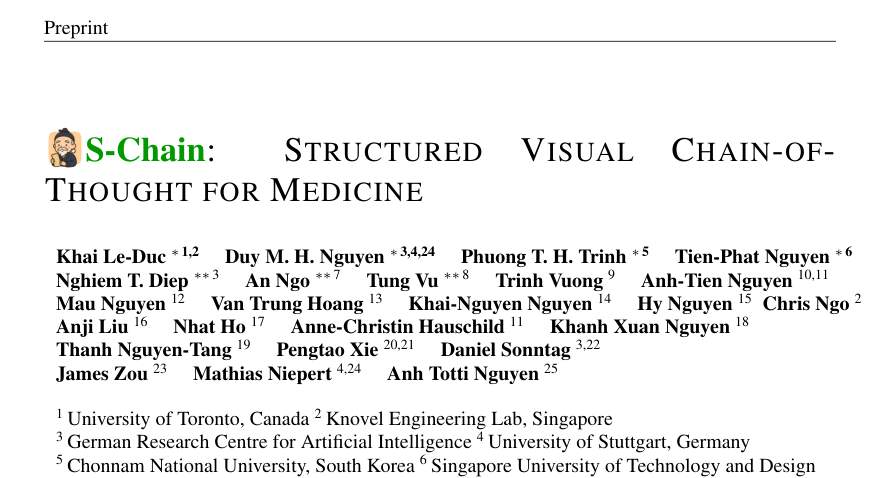 Preprint
S-Chain: STRUCTURED VISUAL CHAIN-OF-
THOUGHT FOR MEDICINE
Khai Le-Duc *1,2 Duy M. H. Nguyen *3,4,24 Phuong T. H. Trinh *5 Tien-Phat Nguyen *6
Nghiem T. Diep **3 An Ngo **7 Tung Vu **8 Trinh Vuong 9 Anh-Tien Nguyen 10,11
Mau Nguyen 12 Van Trung Hoang 13 Khai-Nguyen Nguyen 14 Hy Nguyen 15 Chris Ngo 2
Anji Liu 16 Nhat Ho 17 Anne-Christin Hauschild 11 Khanh Xuan Nguyen 18
Thanh Nguyen-Tang 19 Pengtao Xie 20,21 Daniel Sonntag 3,22
James Zou 23 Mathias Niepert 4,24 Anh Totti Nguyen 25
1 University of Toronto, Canada 2 Knovel Engineering Lab, Singapore
3 German Research Centre for Artificial Intelligence 4 University of Stuttgart, Germany
5 Chonnam National University, South Korea 6 Singapore University of Technology and Design